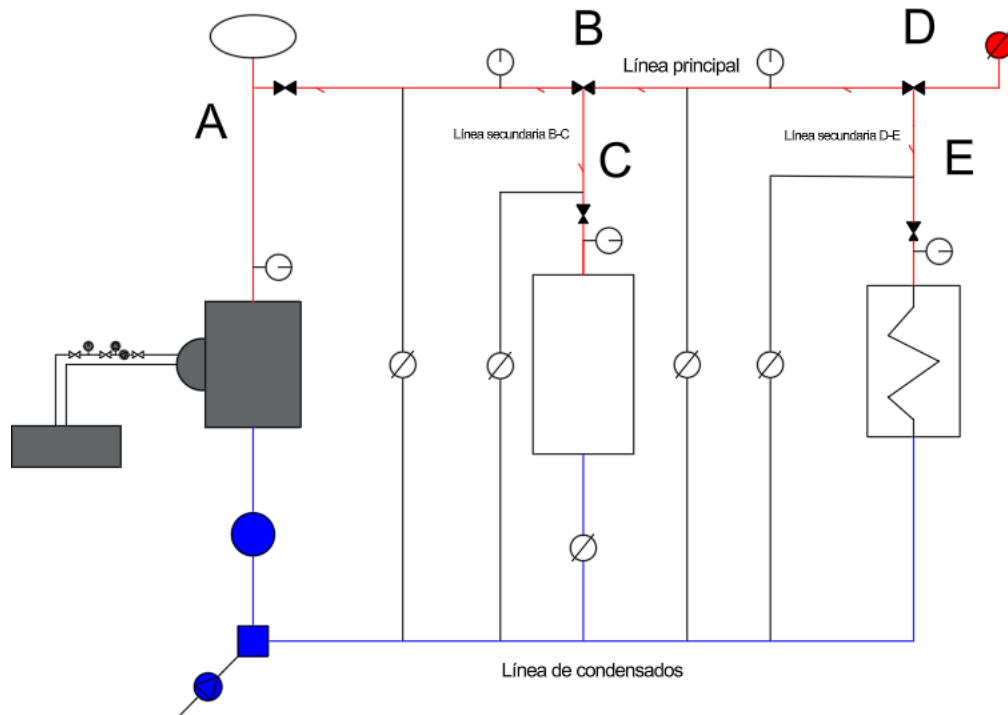 B
D
Línea principal
A
Línea secundaria B-C
Línea secundaria D-E
C
E
Línea de condensados